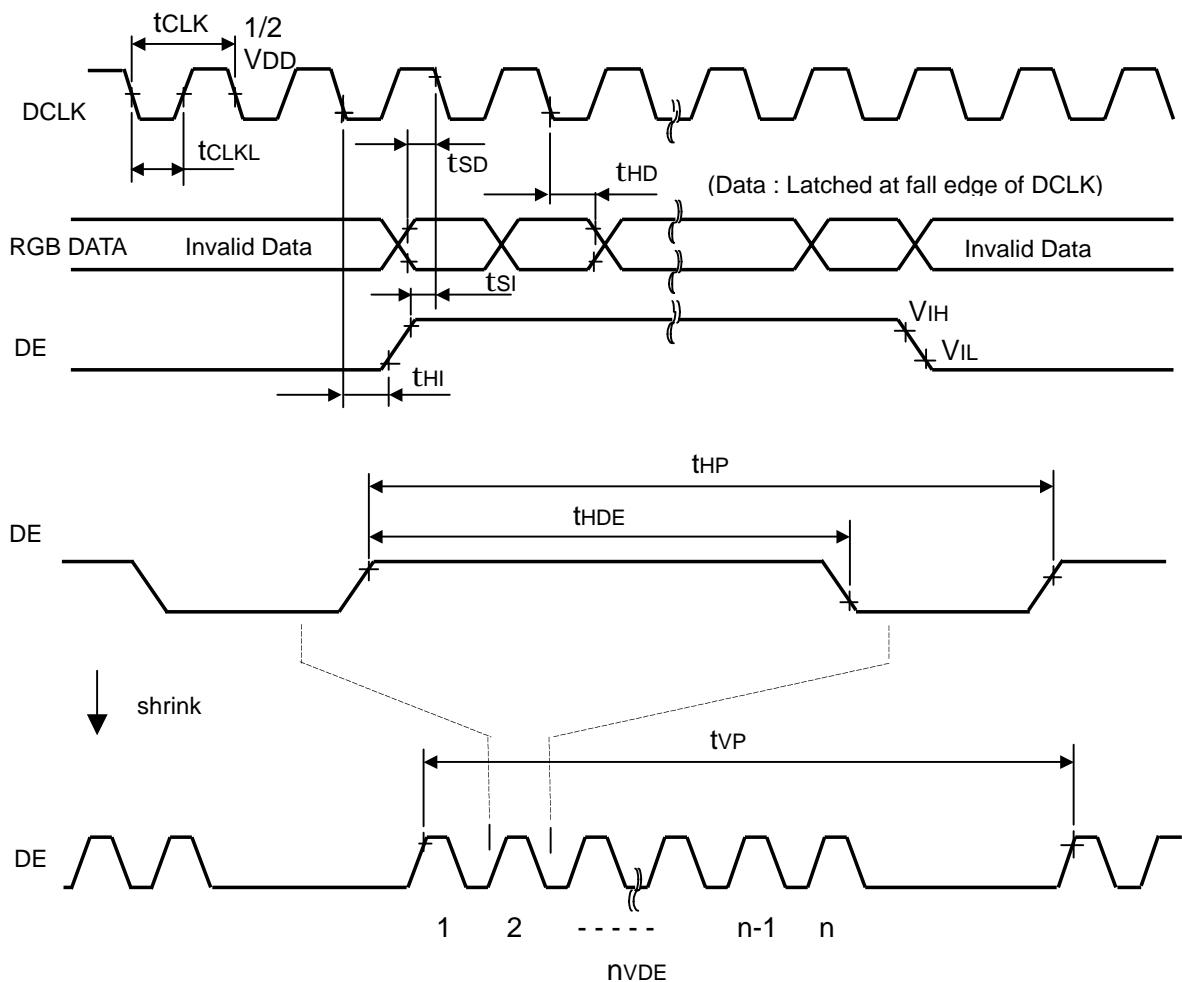 tCLK
1/2
VDD
DCLK
tCLKL
tSD
tHD
(Data : Latched at fall edge of DCLK)
RGB DATA
Invalid Data
Invalid Data
tSI
VIH
DE
VIL
tHI
tHP
tHDE
DE
shrink
tVP
DE
1 2 - - - - - n-1 n
nVDE